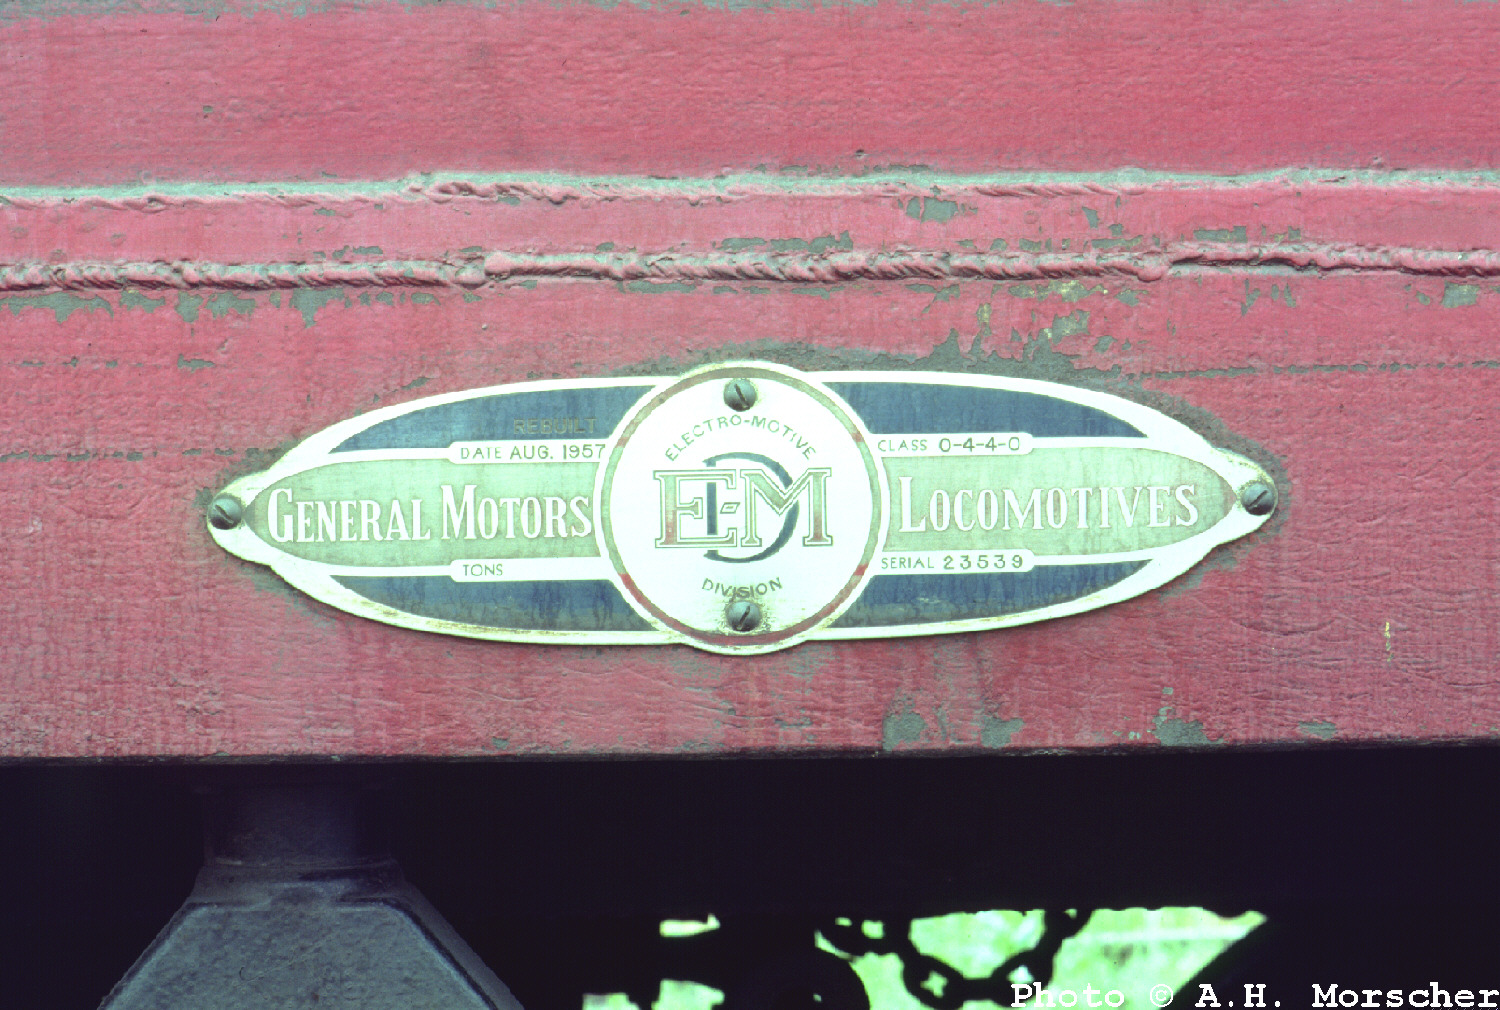 REBUILT
DATE AUG. 1957
GENERAL MOTORS
TONS
ELECTRO-MOTIVE
E-M
D
DIVISION
CLASS 0-4-4-0
LOCOMOTIVES
SERIAL 23539
Photo © A.H. Morscher